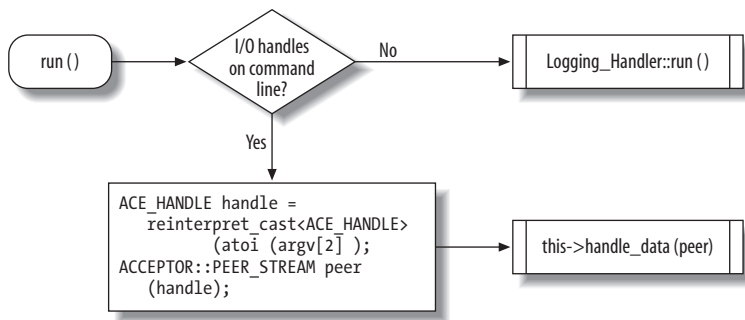 run ( )
I/O handles
on command
line?
No
Logging_Handler::run ( )
Yes
ACE_HANDLE handle =
reinterpret_cast<ACE_HANDLE>
(atoi (argv[2] );
ACCEPTOR::PEER_STREAM peer
(handle);
this->handle_data (peer)